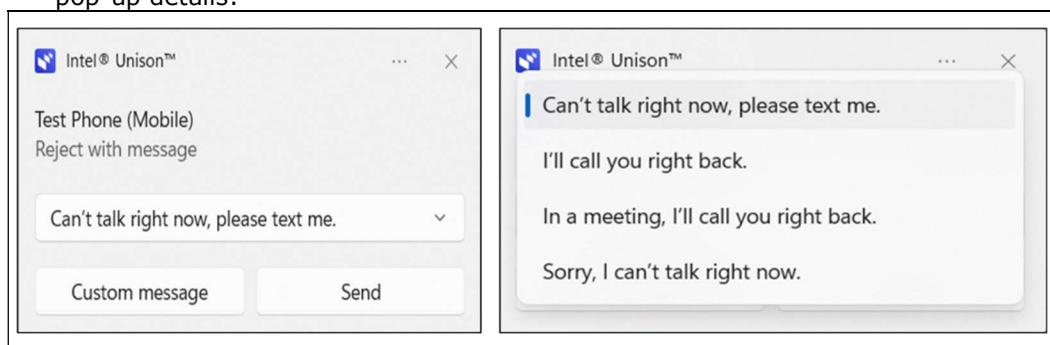 pop-up details:
Intel® Unison™
Test Phone (Mobile)
Reject with message
Can't talk right now, please text me.
Custom message Send
Intel® Unison™
Can't talk right now, please text me.
I'll call you right back.
In a meeting, I'll call you right back.
Sorry, I can't talk right now.